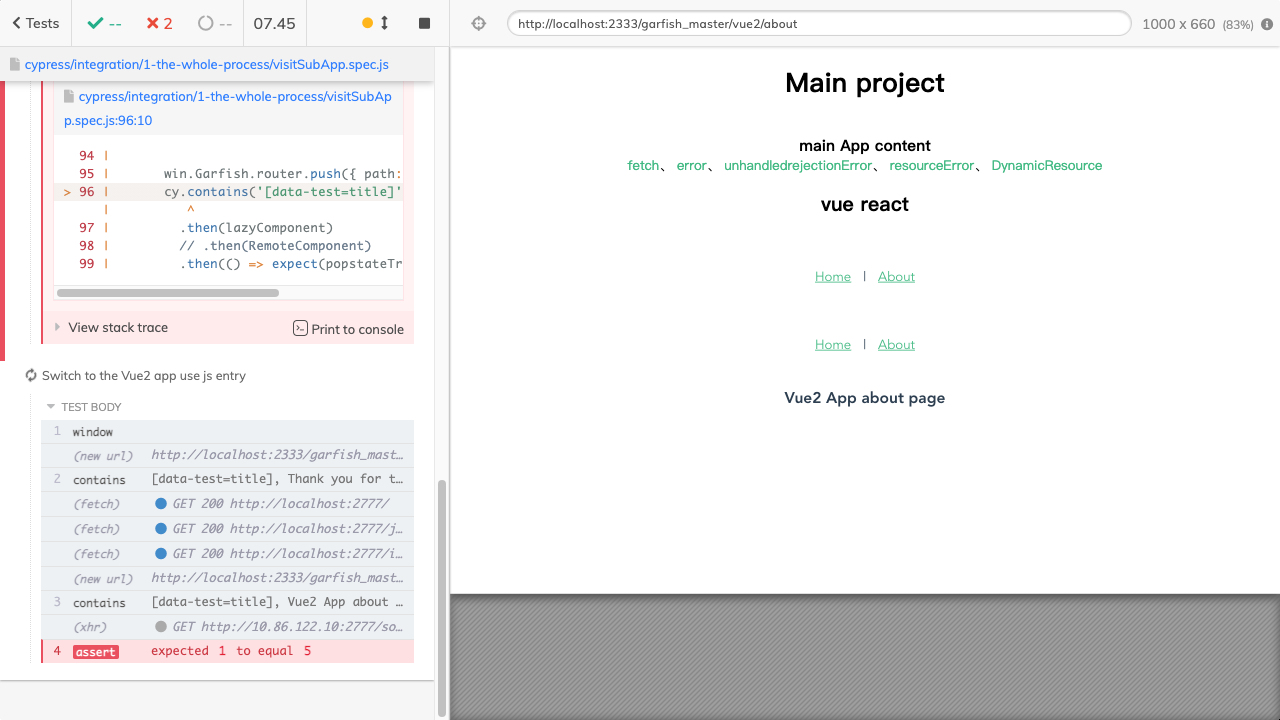 Tests
--
2
--
07.45
http://localhost:2333/garfish_master/vue2/about
1000 x 660 (83%)
cypress/integration/1-the-whole-process/visitSubApp.spec.js
cypress/integration/1-the-whole-process/visitSubAp
p.spec.js:96:10
94 |
95 | win.Garfish.router.push({ path:
> 96 | cy.contains('[data-test=title]'
| ^
97 | .then(lazyComponent)
98 | // .then(RemoteComponent)
99 | .then(() => expect(popstateTr
View stack trace
Print to console
Switch to the Vue2 app use js entry
TEST BODY
1 window
(new url) http://localhost:2333/garfish_mast…
2 contains [data-test=title], Thank you for t…
(fetch) GET 200 http://localhost:2777/
(fetch) GET 200 http://localhost:2777/j…
(fetch) GET 200 http://localhost:2777/i…
(new url) http://localhost:2333/garfish_mast…
3 contains [data-test=title], Vue2 App about …
(xhr) GET http://10.86.122.10:2777/so…
4 assert expected 1 to equal 5
Main project
main App content
fetch、 error、 unhandledrejectionError、 resourceError、 DynamicResource
vue react
Home | About
Home | About
Vue2 App about page